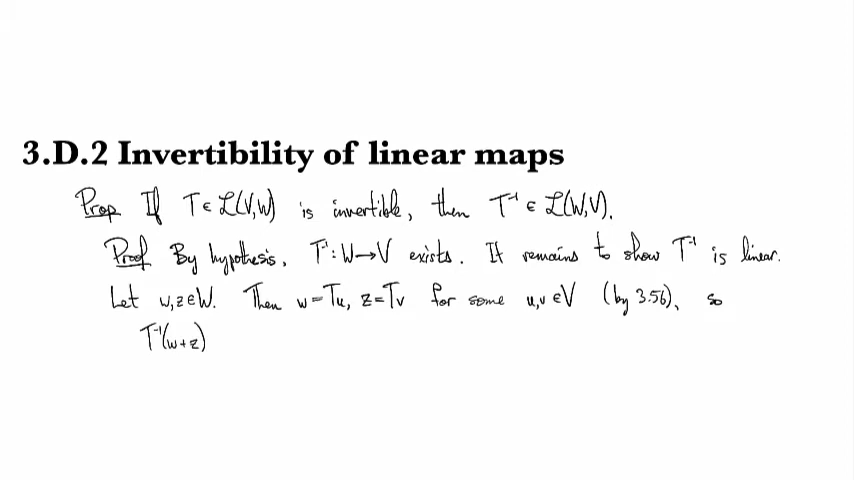 3.D.2 Invertibility of linear maps
Prop If T ∈ ℒ(V,W) is invertible, then T⁻¹ ∈ ℒ(W,V).
Proof By hypothesis, T⁻¹: W→V exists. It remains to show T⁻¹ is linear.
Let w,z∈W. Then w=Tu, z=Tv for some u,v ∈V (by 3.56), so
T⁻¹(w+z)